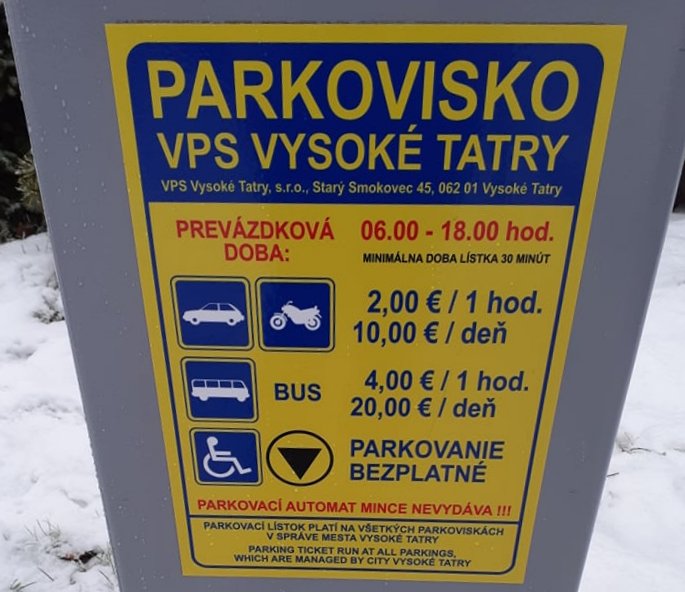 PARKOVISKO
VPS VYSOKÉ TATRY
VPS Vysoké Tatry, s.r.o., Starý Smokovec 45, 062 01 Vysoké Tatry
PREVÁZDKOVÁ
DOBA:
06.00 - 18.00 hod.
MINIMÁLNA DOBA LÍSTKA 30 MINÚT
2,00 € / 1 hod.
10,00 € / deň
BUS
4,00 € / 1 hod.
20,00 € / deň
PARKOVANIE
BEZPLATNÉ
PARKOVACÍ AUTOMAT MINCE NEVYDÁVA !!!
PARKOVACÍ LÍSTOK PLATÍ NA VŠETKÝCH PARKOVISKÁCH
V SPRÁVE MESTA VYSOKÉ TATRY
PARKING TICKET RUN AT ALL PARKINGS,
WHICH ARE MANAGED BY CITY VYSOKÉ TATRY